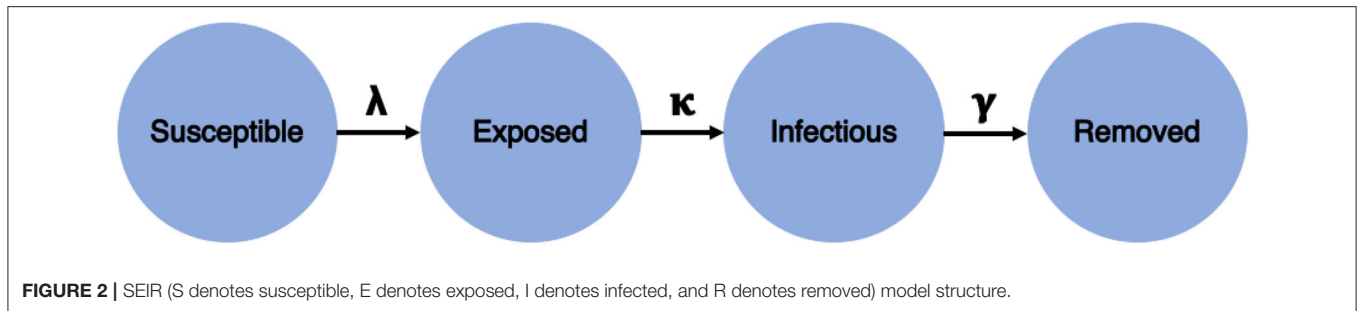 λ κ γ
Susceptible Exposed Infectious Removed
FIGURE 2 | SEIR (S denotes susceptible, E denotes exposed, I denotes infected, and R denotes removed) model structure.